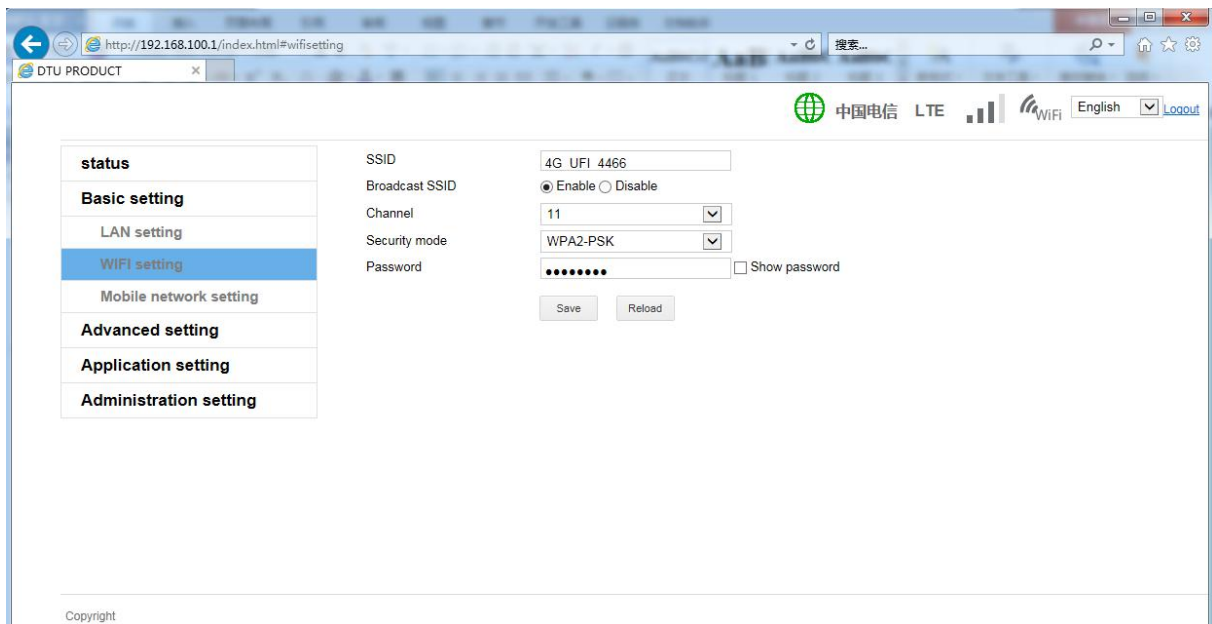 http://192.168.100.1/index.html#wifisetting
搜索...
DTU PRODUCT
中国电信 LTE WiFi English Logout
status
Basic setting
LAN setting
WIFI setting
Mobile network setting
Advanced setting
Application setting
Administration setting
SSID 4G UFI 4466
Broadcast SSID Enable Disable
Channel 11
Security mode WPA2-PSK
Password •••••••• Show password
Save Reload
Copyright